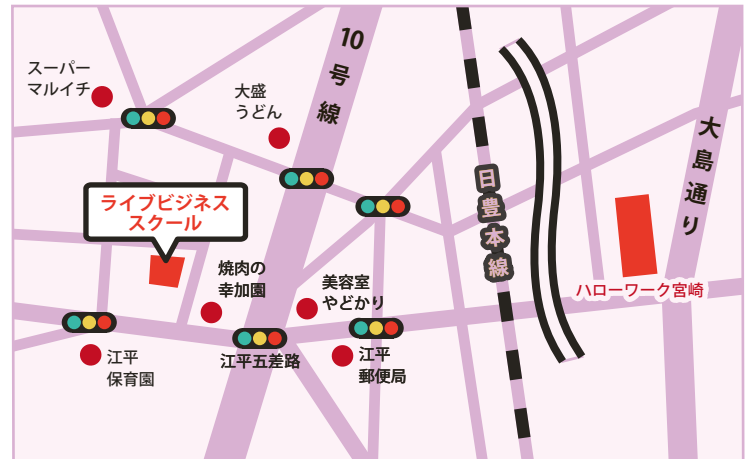 10号線
大島通り
スーパー
マルイチ
大盛
うどん
日豊本線
ライブビジネス
スクール
焼肉の
幸加園
美容室
やどかり
ハローワーク宮崎
江平
保育園
江平五差路
江平
郵便局